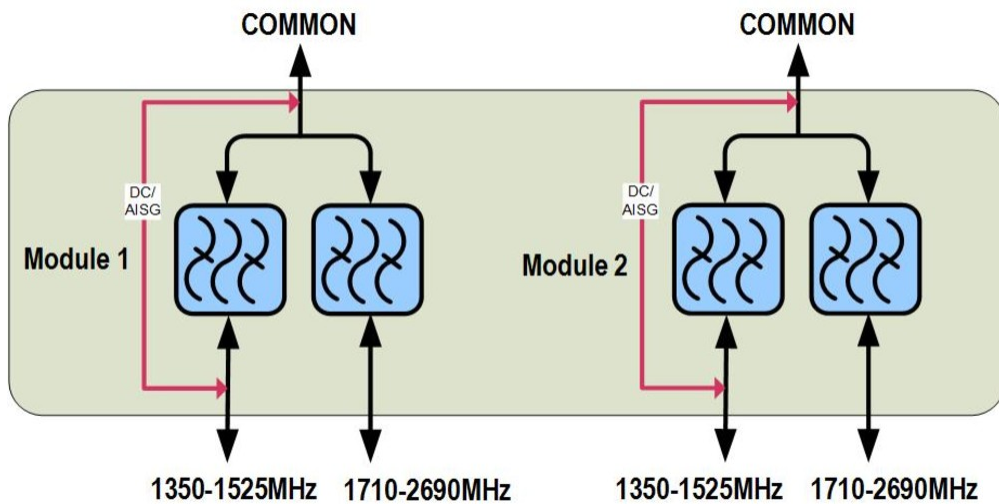 COMMON
COMMON
DC/
AISG
DC/
AISG
Module 1
Module 2
1350-1525MHz
1710-2690MHz
1350-1525MHz
1710-2690MHz